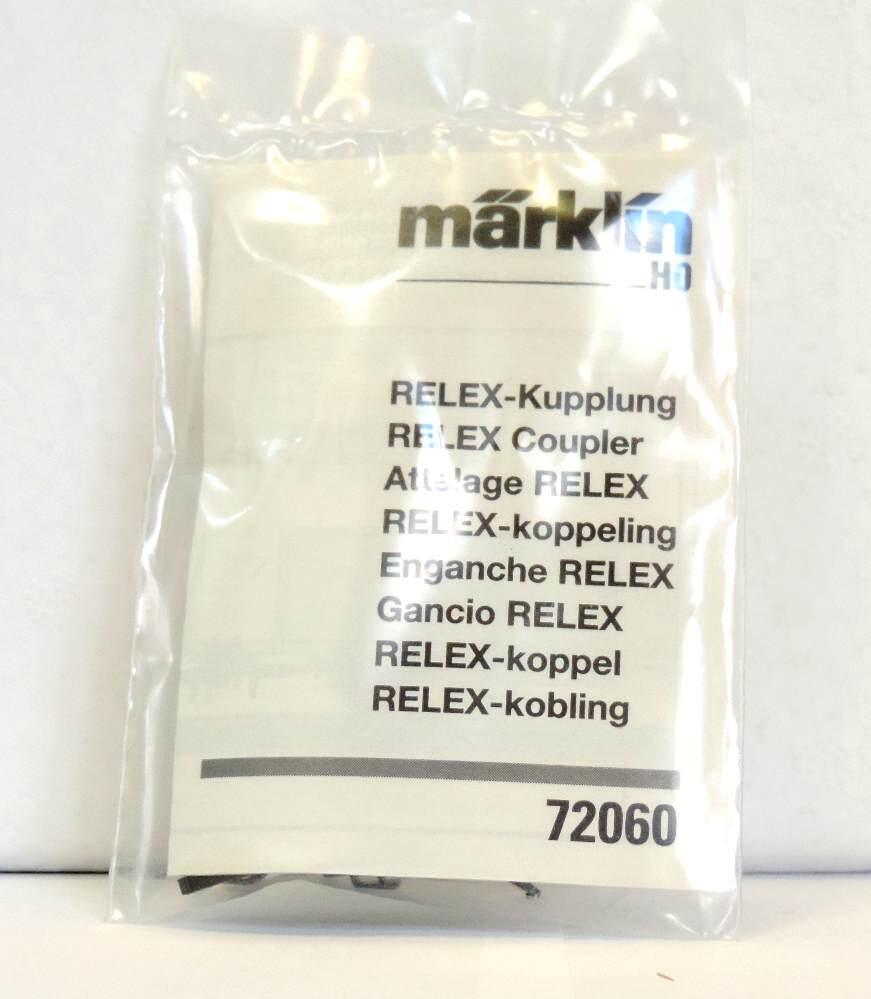 märklin
H0
RELEX-Kupplung
RELEX Coupler
Attelage RELEX
RELEX-koppeling
Enganche RELEX
Gancio RELEX
RELEX-koppel
RELEX-kobling
72060